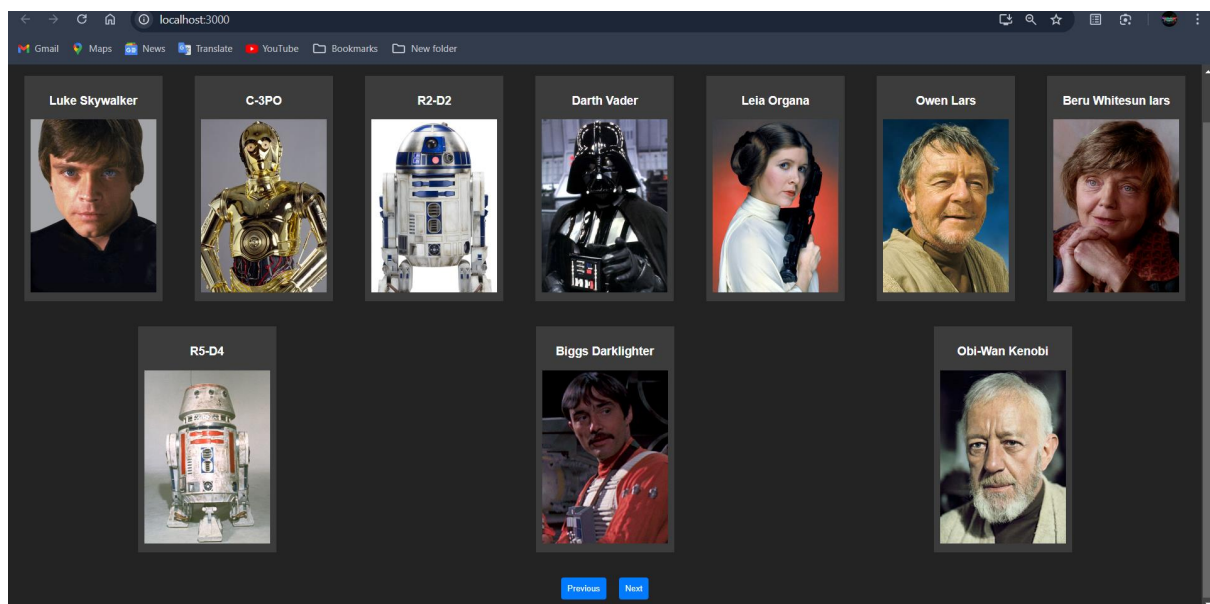 localhost:3000
Gmail Maps News Translate YouTube Bookmarks New folder
Luke Skywalker C-3PO R2-D2 Darth Vader Leia Organa Owen Lars Beru Whitesun lars
R5-D4 Biggs Darklighter Obi-Wan Kenobi
Previous Next